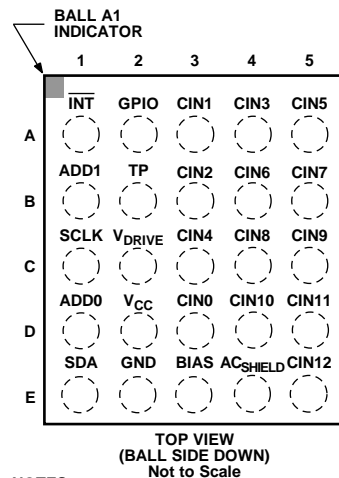 BALL A1
INDICATOR
1 2 3 4 5
INT GPIO CIN1 CIN3 CIN5
A
ADD1 TP CIN2 CIN6 CIN7
B
SCLK VDRIVE CIN4 CIN8 CIN9
C
ADD0 VCC CIN0 CIN10 CIN11
D
SDA GND BIAS ACSHIELD CIN12
E
TOP VIEW
(BALL SIDE DOWN)
Not to Scale